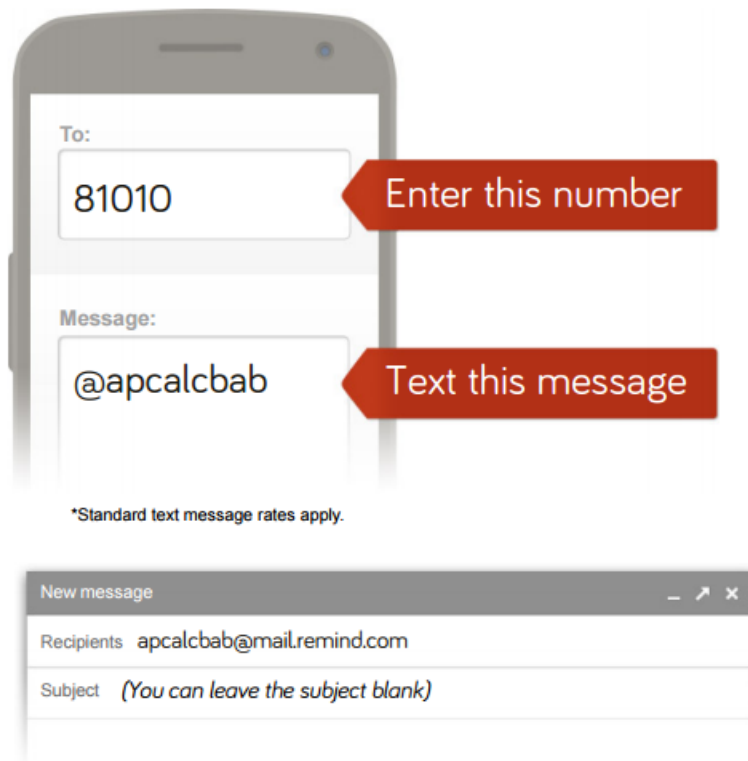 To:
81010
Enter this number
Message:
@apcalcbab
Text this message
*Standard text message rates apply.
New message
Recipients apcalcbab@mail.remind.com
Subject (You can leave the subject blank)